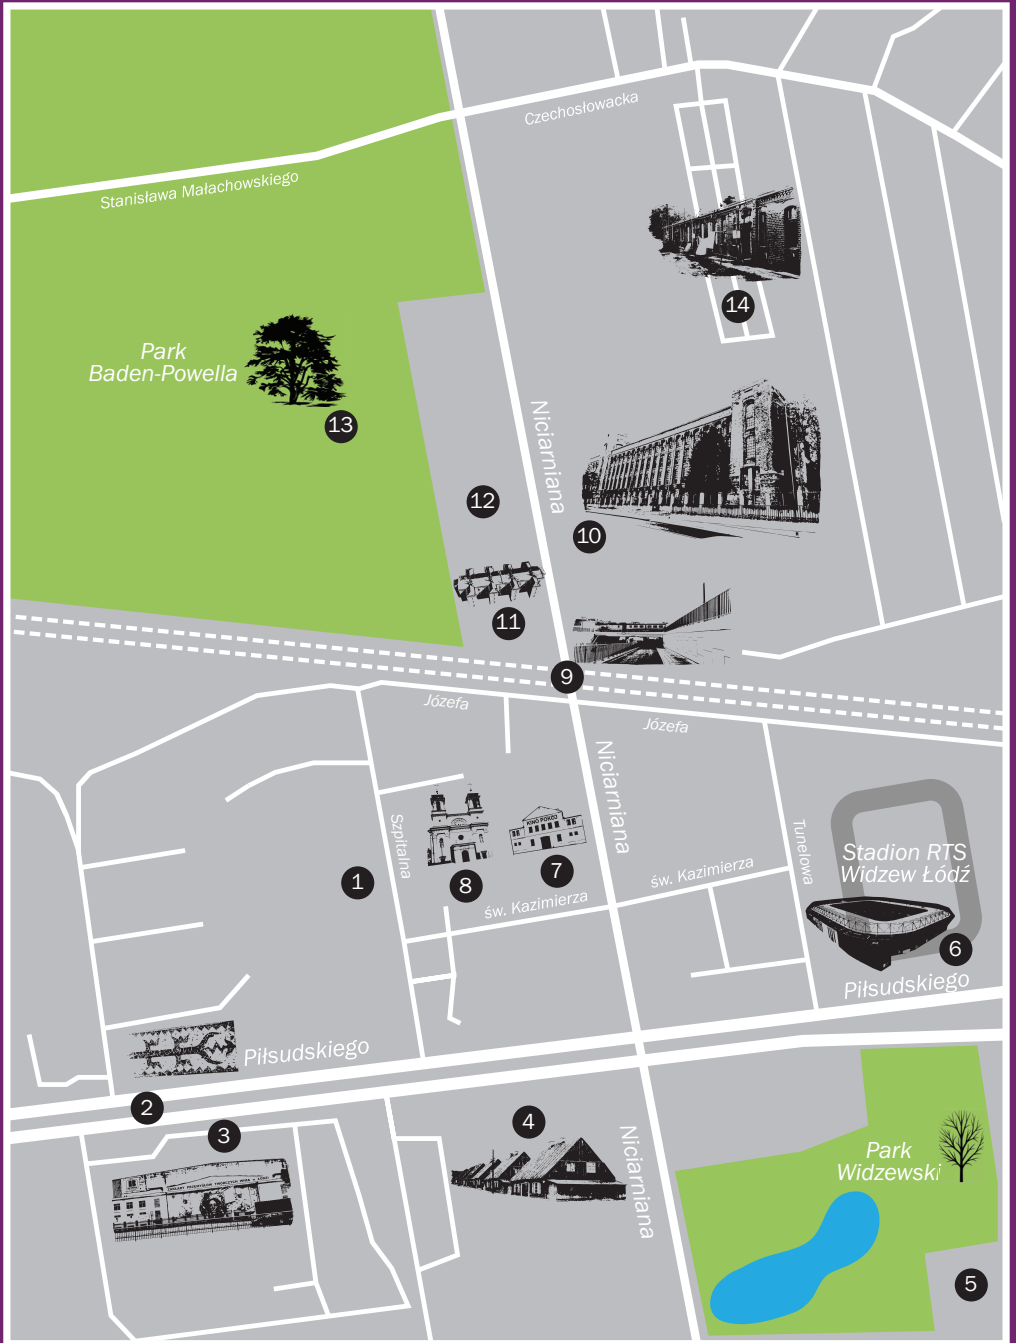 Czechosłowacka
Stanisława Małachowskiego
14
Park
Baden-Powella
13
Niciarniana
12
10
11
9
Józefa
Józefa
Niciarniana
KINO POKÓJ
Szpitalna
Tunelowa
Stadion RTS
Widzew Łódź
1
8
7
św. Kazimierza
św. Kazimierza
6
Piłsudskiego
Piłsudskiego
2
3
4
Niciarniana
Park
Widzewski
5